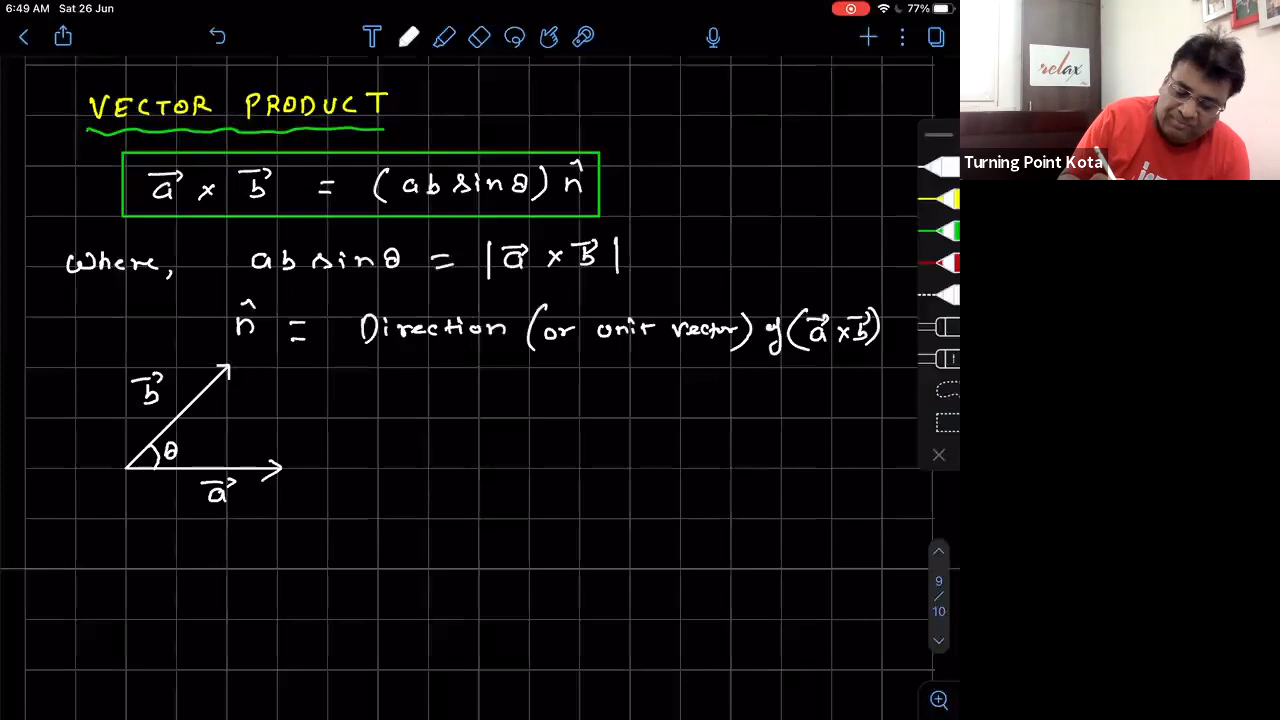 6:49 AM Sat 26 Jun
77%
VECTOR PRODUCT
a⃗ × b⃗ = (ab sinθ) n̂
where, ab sinθ = |a⃗ × b⃗|
n̂ = Direction (or unit vector) of (a⃗ × b⃗)
b⃗
θ
a⃗
9
/
10
relax
Turning Point Kota